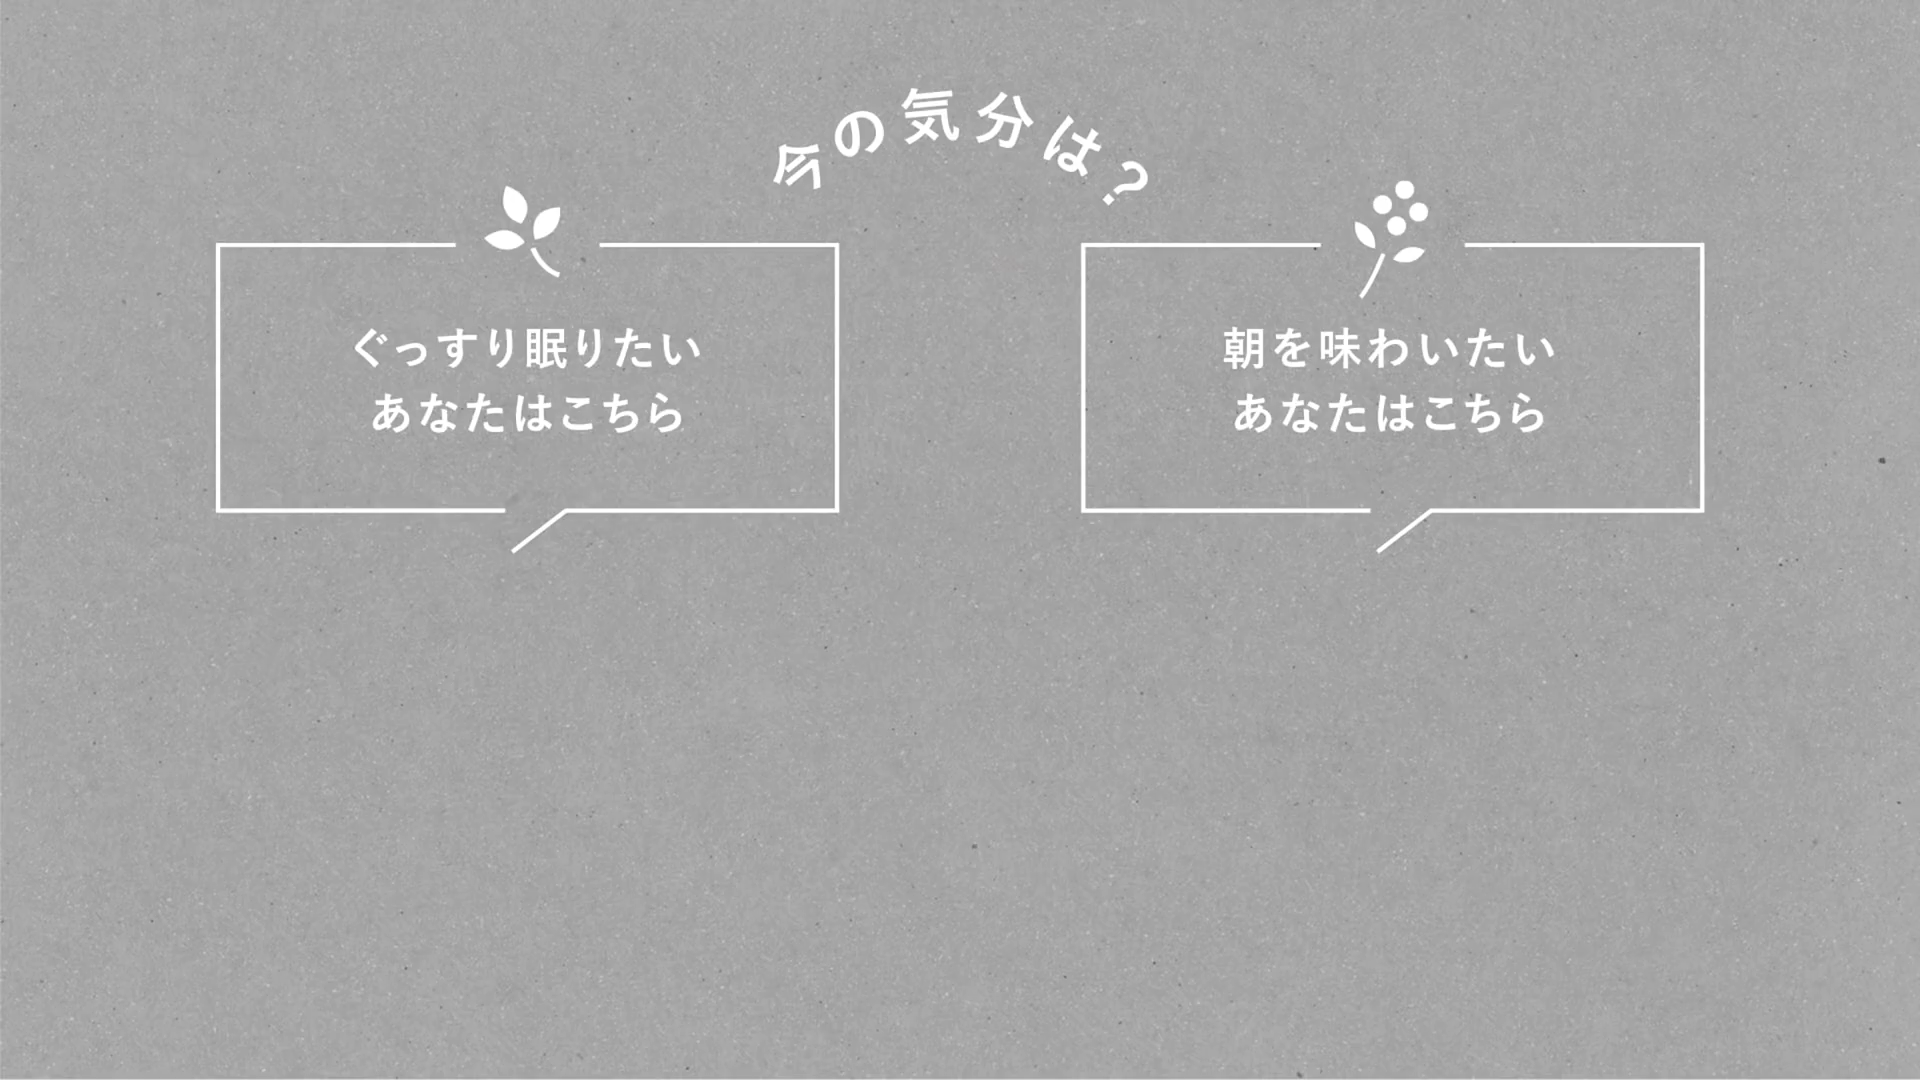 今の気分は?
ぐっすり眠りたい
あなたはこちら
朝を味わいたい
あなたはこちら